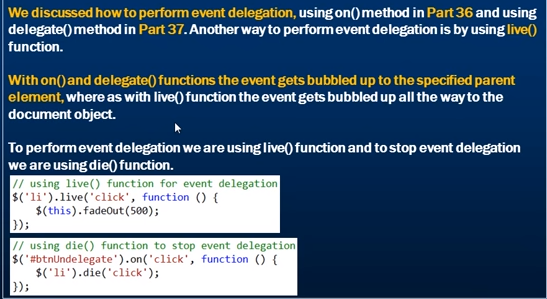 We discussed how to perform event delegation, using on() method in Part 36 and using
delegate() method in Part 37. Another way to perform event delegation is by using live()
function.
With on() and delegate() functions the event gets bubbled up to the specified parent
element, where as with live() function the event gets bubbled up all the way to the
document object.
To perform event delegation we are using live() function and to stop event delegation
we are using die() function.
// using live() function for event delegation
$('li').live('click', function () {
    $(this).fadeOut(500);
});
// using die() function to stop event delegation
$('#btnUndelegate').on('click', function () {
    $('li').die('click');
});